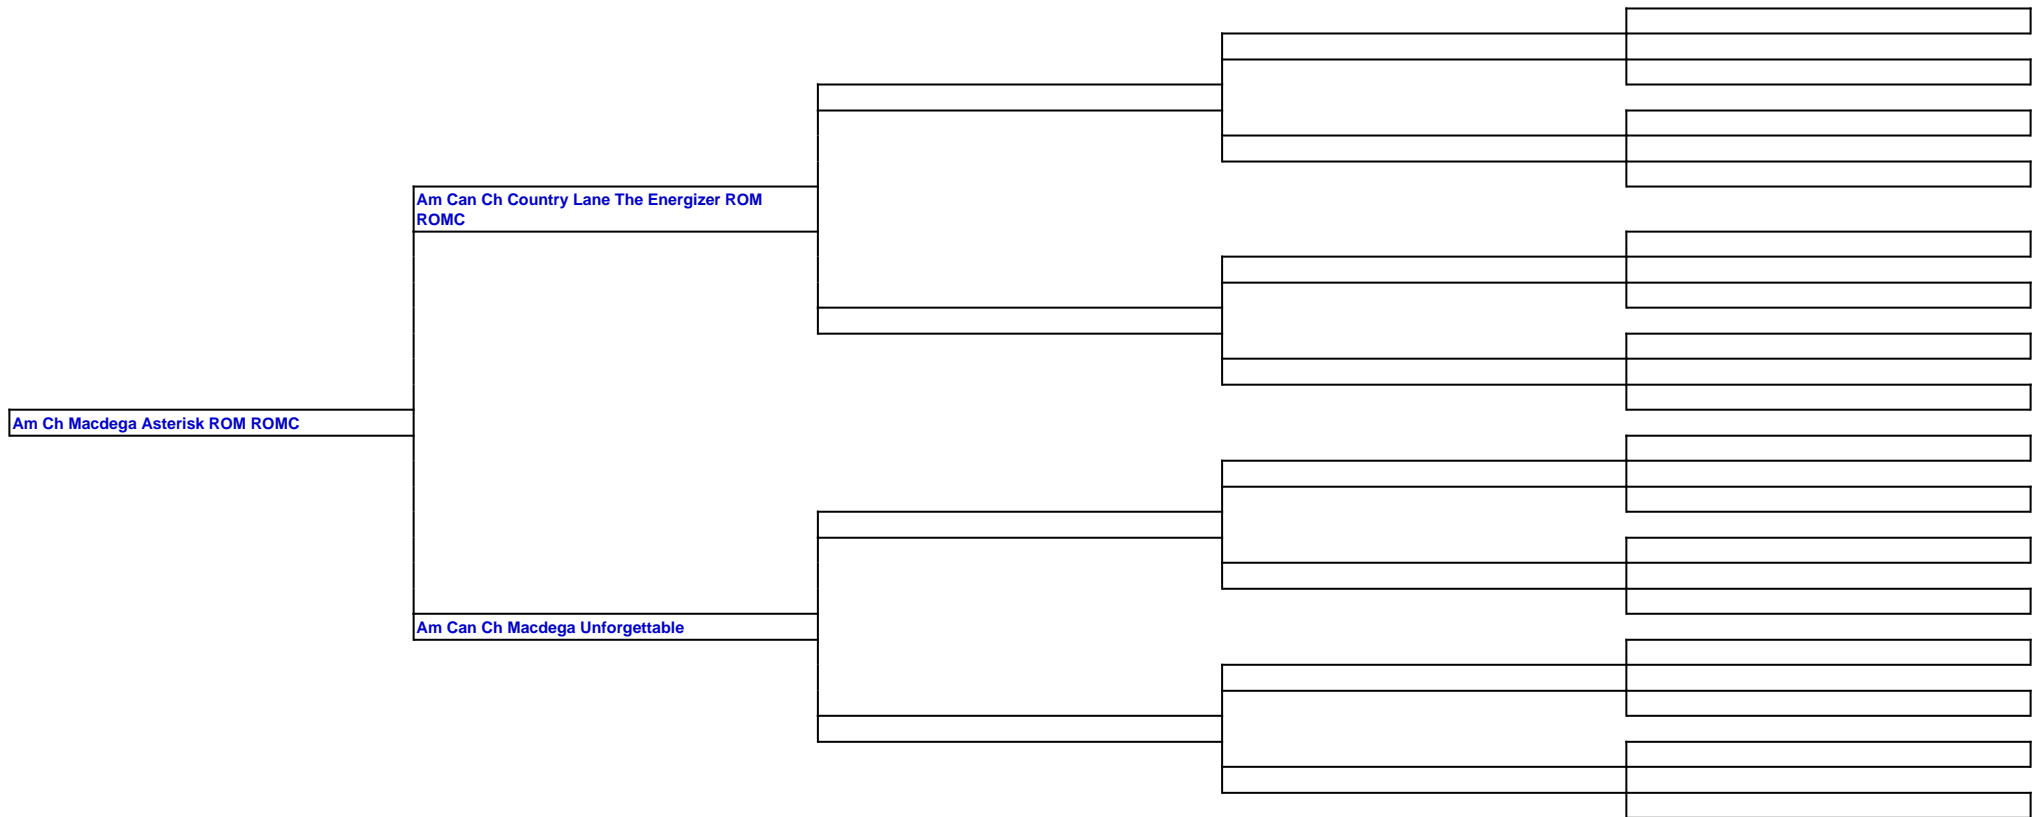 Am Can Ch Country Lane The Energizer ROM
ROMC
Am Ch Macdega Asterisk ROM ROMC
Am Can Ch Macdega Unforgettable